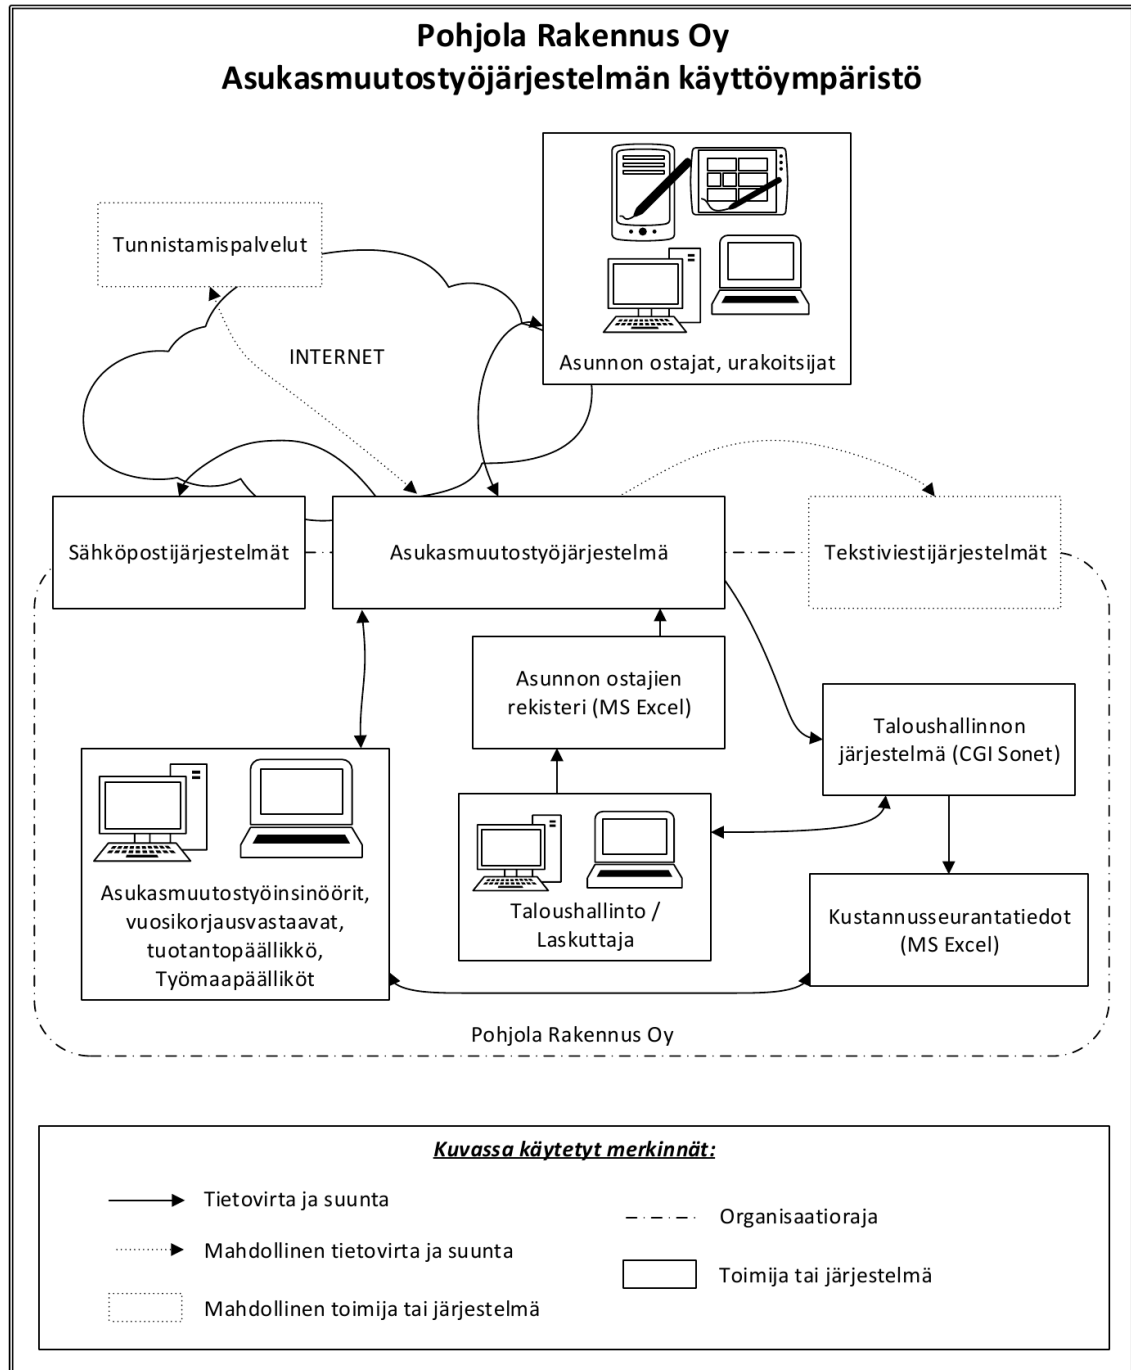 Pohjola Rakennus Oy
Asukasmuutostyöjärjestelmän käyttöympäristö
Tunnistamispalvelut
INTERNET
Asunnon ostajat, urakoitsijat
Sähköpostijärjestelmät
Asukasmuutostyöjärjestelmä
Tekstiviestijärjestelmät
Asunnon ostajien
rekisteri (MS Excel)
Taloushallinnon
järjestelmä (CGI Sonet)
Asukasmuutostyöinsinöörit,
vuosikorjausvastaavat,
tuotantopäällikkö,
Työmaapäälliköt
Taloushallinto /
Laskuttaja
Kustannusseurantatiedot
(MS Excel)
Pohjola Rakennus Oy
Kuvassa käytetyt merkinnät:
Tietovirta ja suunta
Mahdollinen tietovirta ja suunta
Mahdollinen toimija tai järjestelmä
Organisaatioraja
Toimija tai järjestelmä